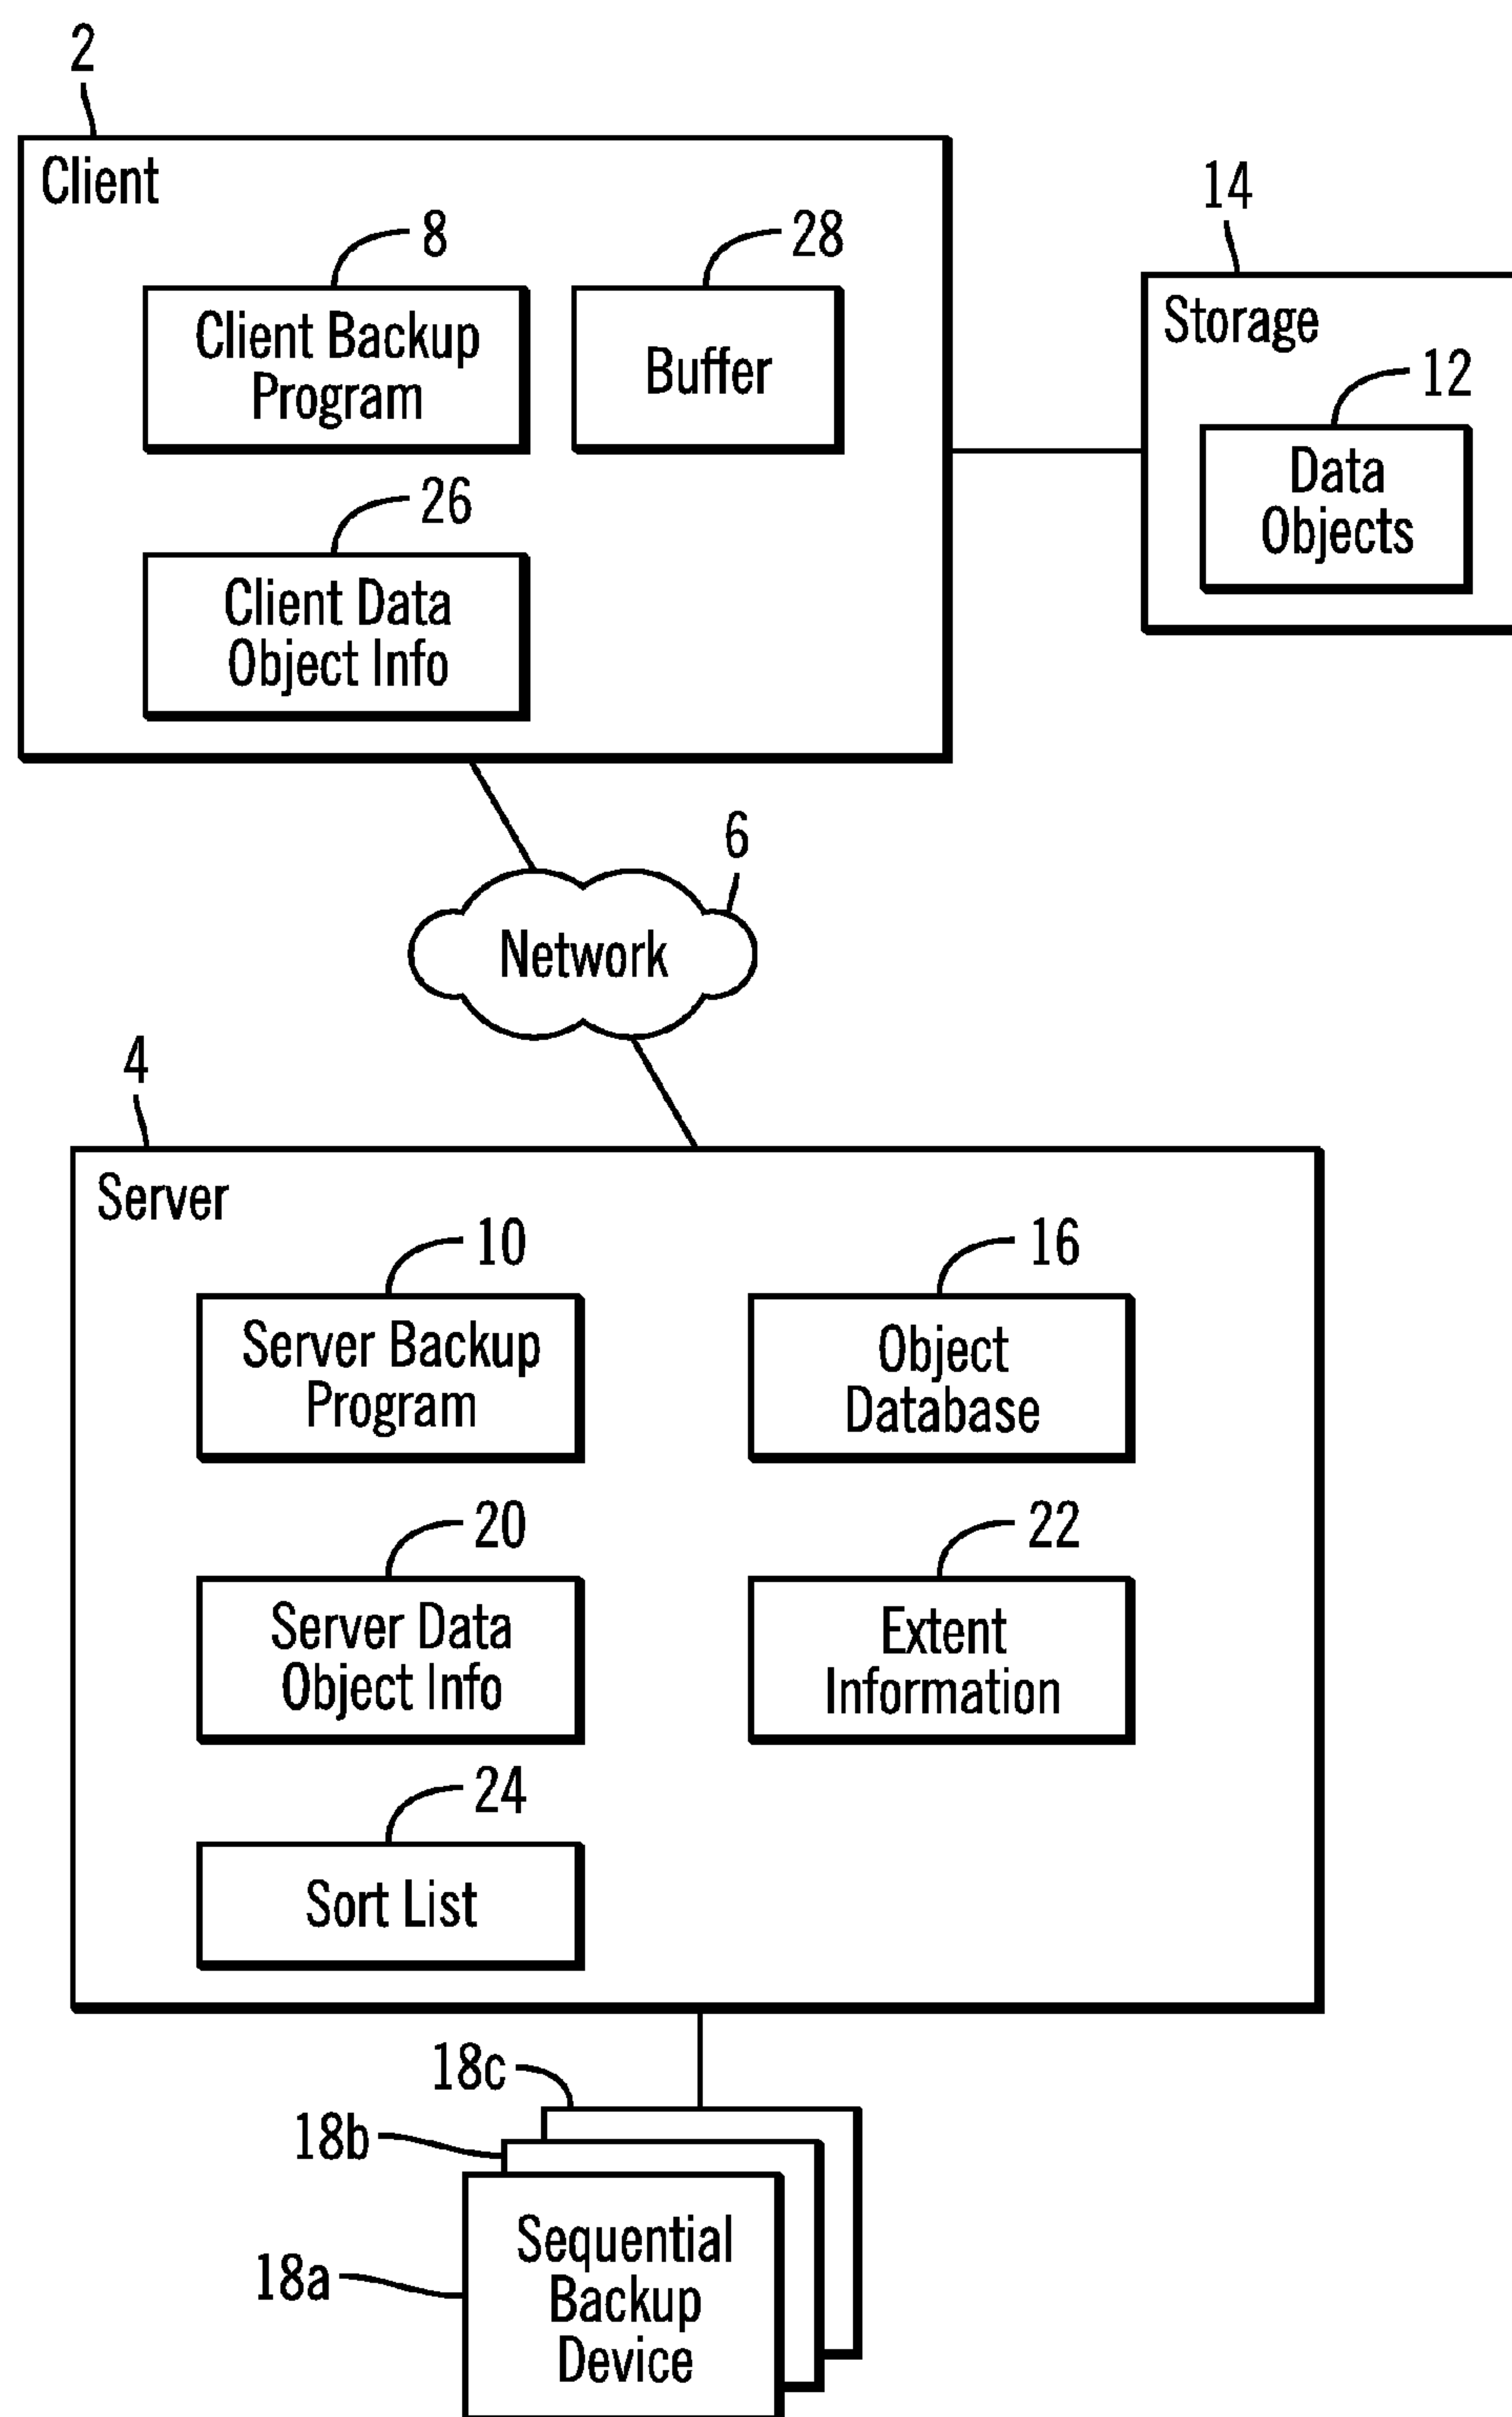 2
Client
8
28
Client Backup
Program
Buffer
26
Client Data
Object Info
14
Storage
12
Data
Objects
6
Network
4
Server
10
16
Server Backup
Program
Object
Database
20
22
Server Data
Object Info
Extent
Information
24
Sort List
18c
18b
18a
Sequential
Backup
Device